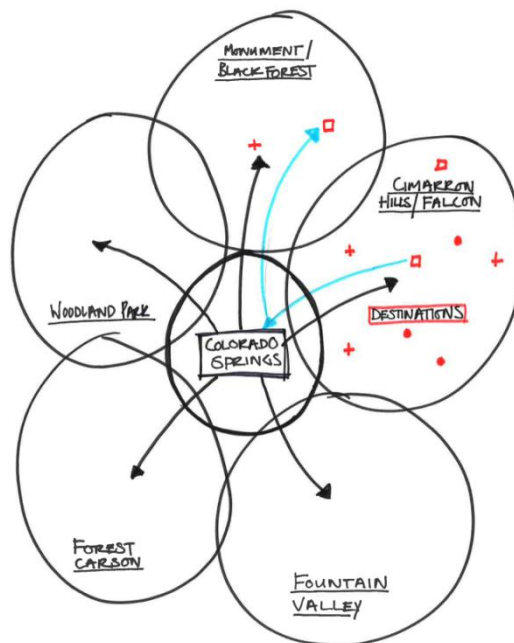 MONUMENT/
BLACK FOREST
CIMARRON
HILLS/FALCON
WOODLAND PARK
COLORADO
SPRINGS
DESTINATIONS
FOREST
CARSON
FOUNTAIN
VALLEY